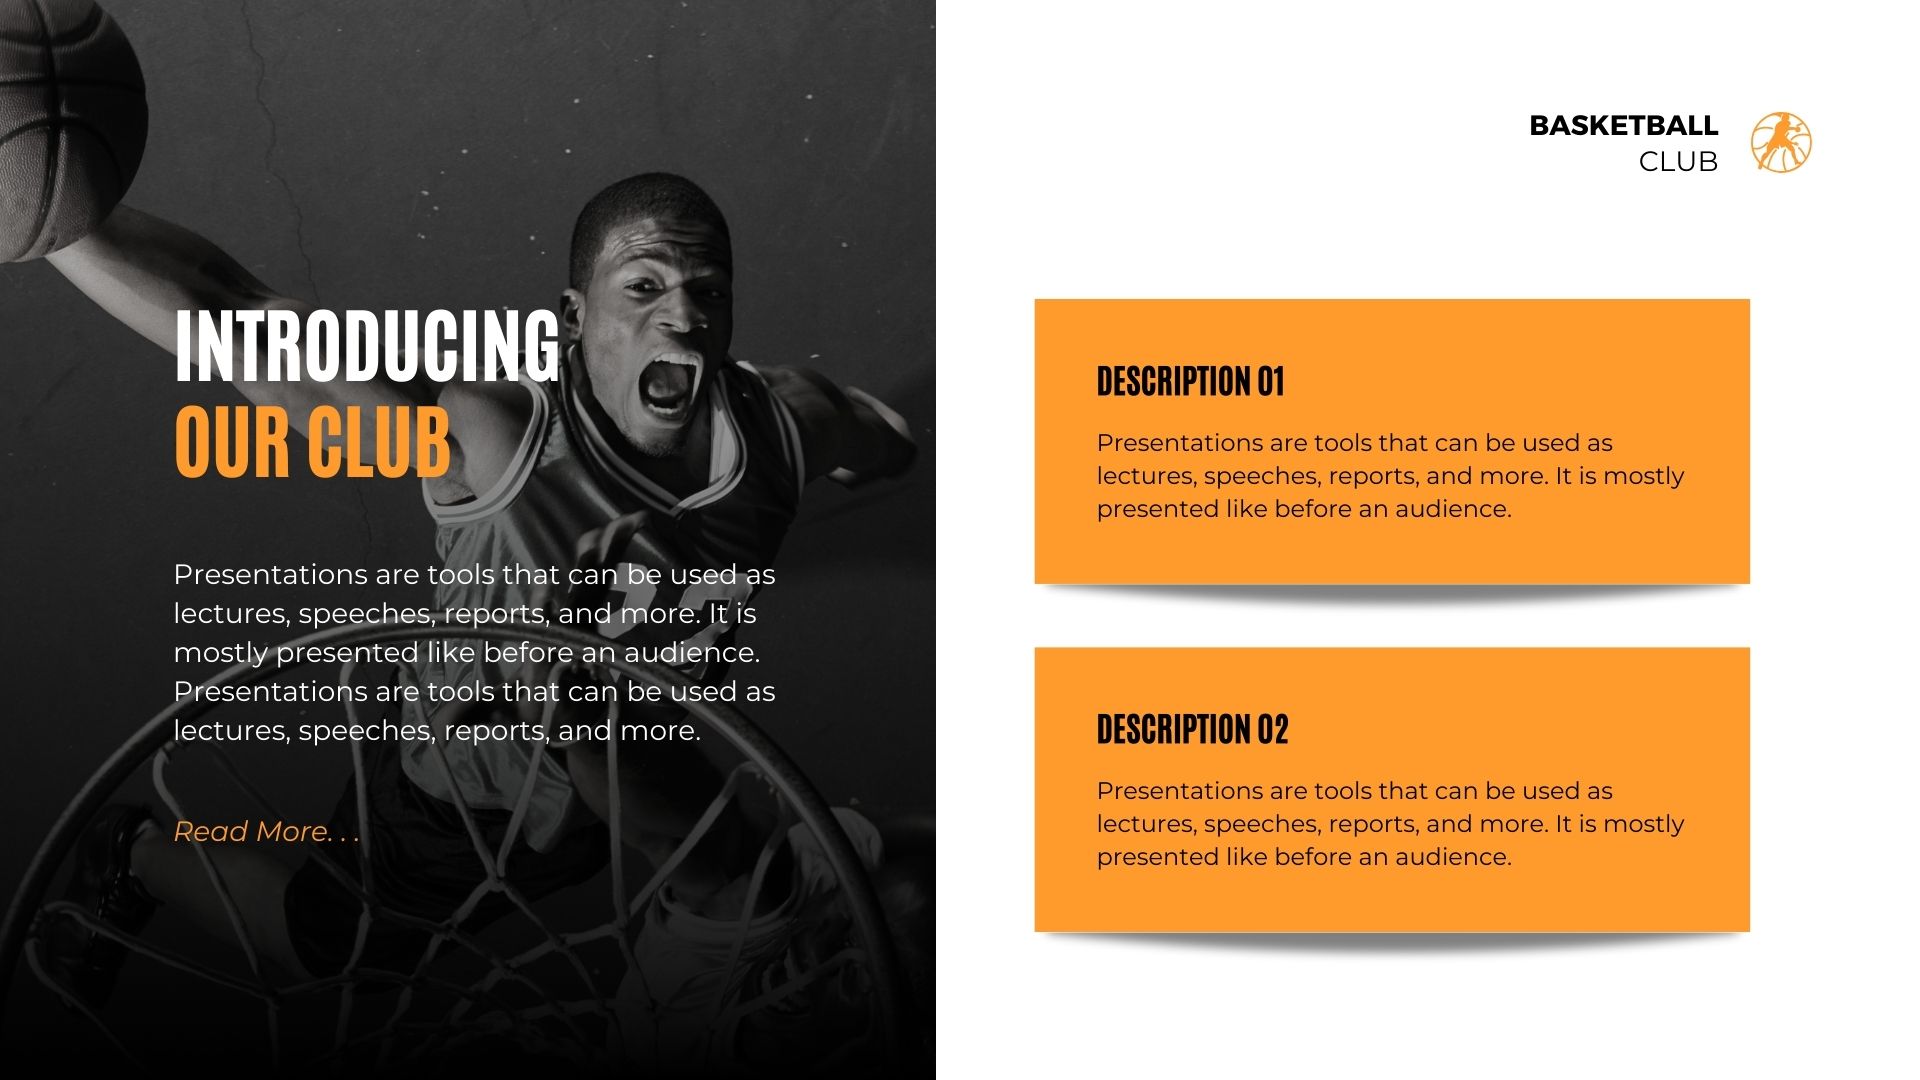 INTRODUCING
OUR CLUB
Presentations are tools that can be used as
lectures, speeches, reports, and more. It is
mostly presented like before an audience.
Presentations are tools that can be used as
lectures, speeches, reports, and more.
Read More. . .
BASKETBALL
CLUB
DESCRIPTION 01
Presentations are tools that can be used as
lectures, speeches, reports, and more. It is mostly
presented like before an audience.
DESCRIPTION 02
Presentations are tools that can be used as
lectures, speeches, reports, and more. It is mostly
presented like before an audience.